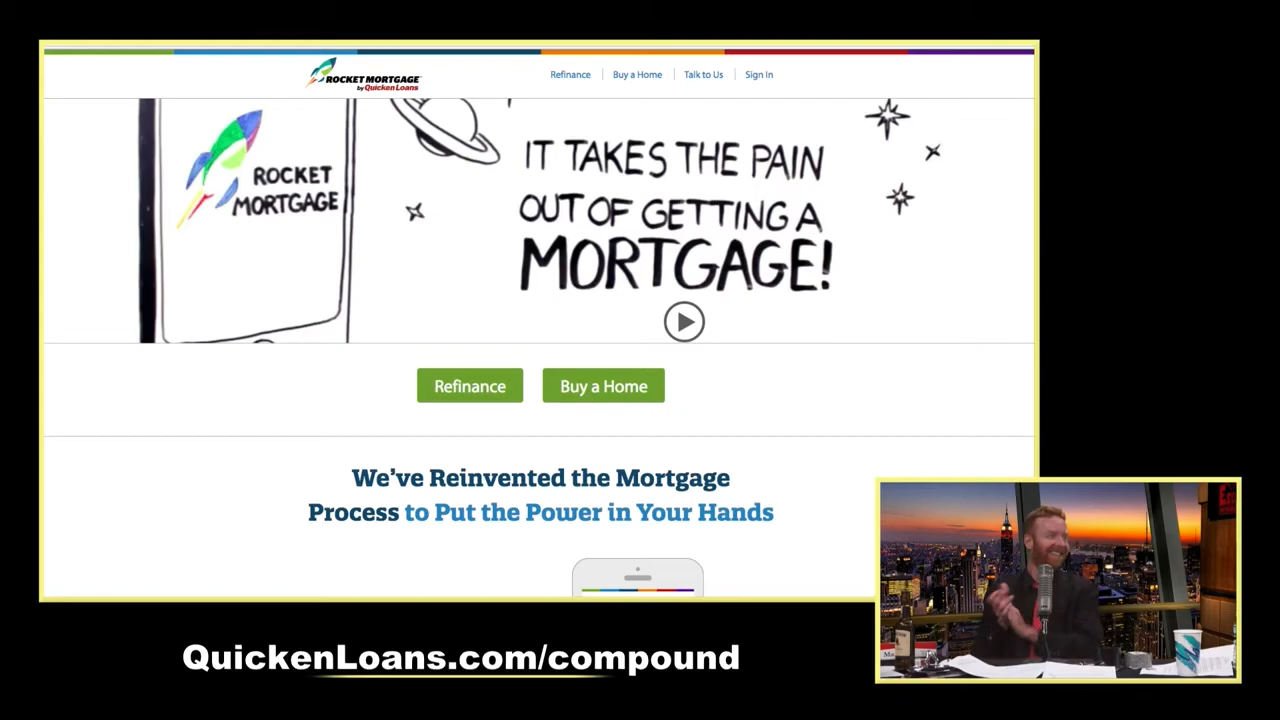 ROCKET MORTGAGE
by Quicken Loans
Refinance
Buy a Home
Talk to Us
Sign In
ROCKET
MORTGAGE
IT TAKES THE PAIN
OUT OF GETTING A
MORTGAGE!
Refinance
Buy a Home
We've Reinvented the Mortgage
Process to Put the Power in Your Hands
QuickenLoans.com/compound